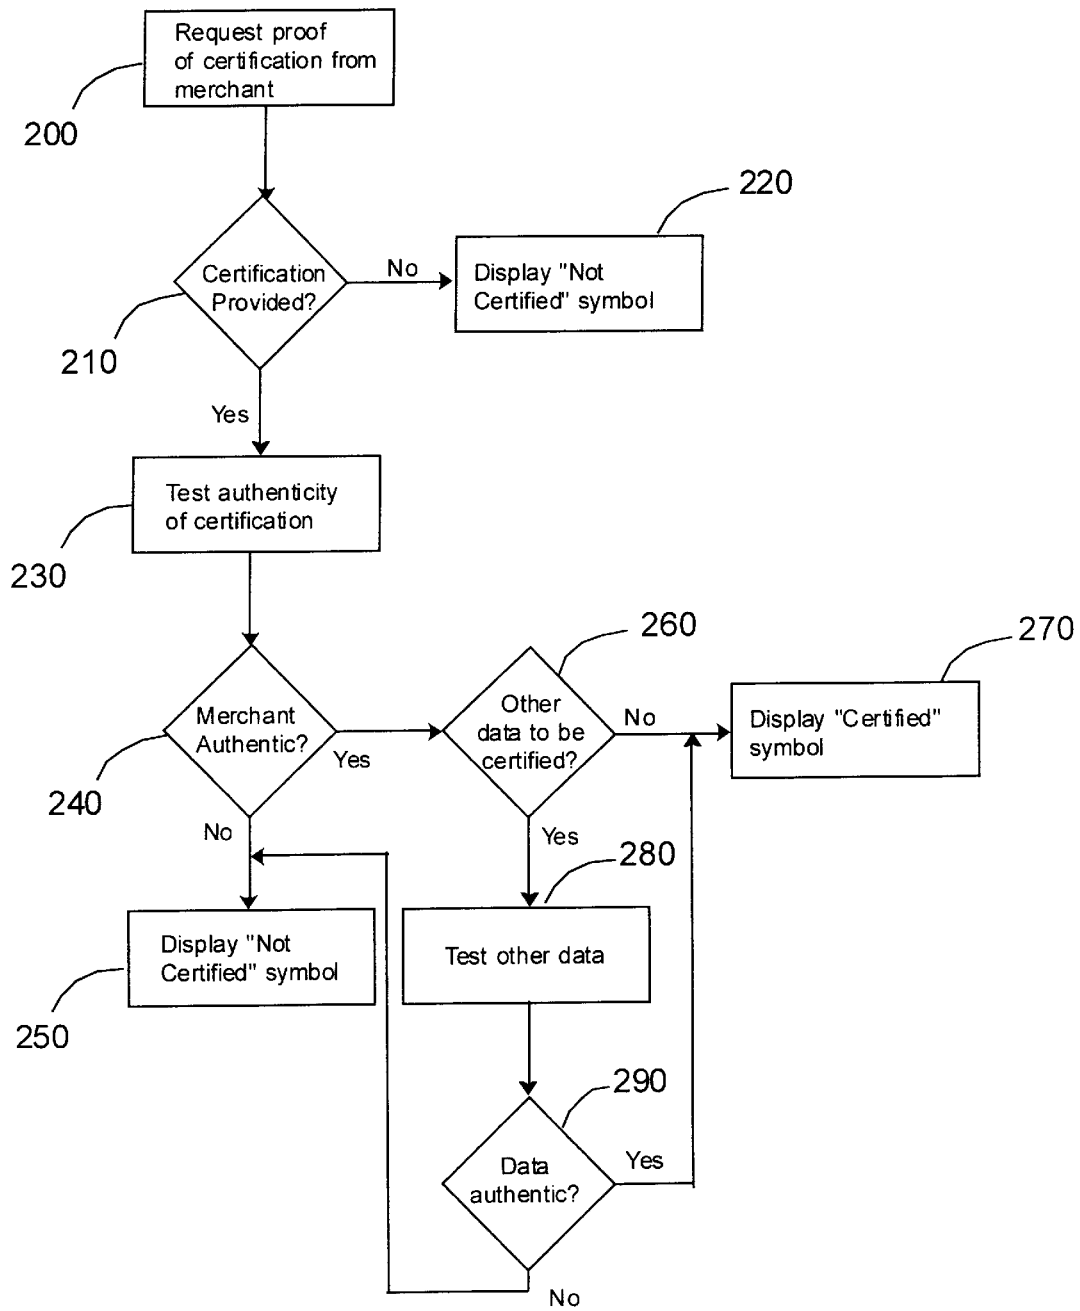 Request proof
of certification from
merchant
200
220
Certification
Provided?
No
Display "Not
Certified" symbol
210
Yes
Test authenticity
of certification
230
260
270
Merchant
Authentic?
Yes
Other
data to be
certified?
No
Display "Certified"
symbol
240
No
Yes
280
Display "Not
Certified" symbol
Test other data
250
290
Data
authentic?
Yes
No